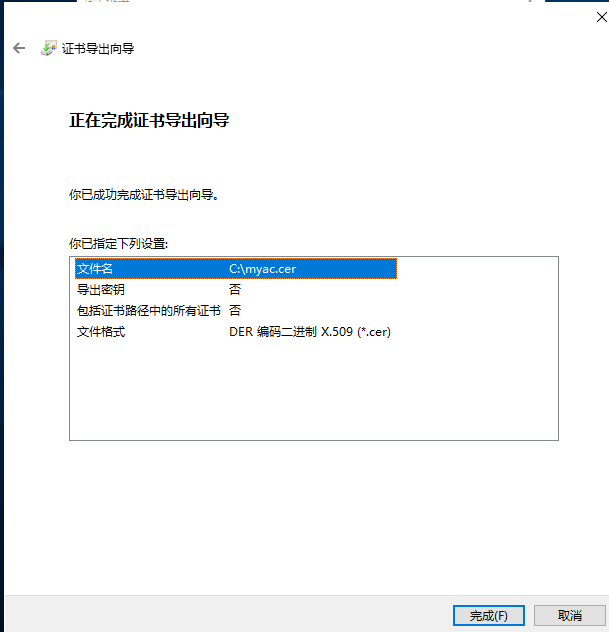 证书导出向导
正在完成证书导出向导
你已成功完成证书导出向导。
你已指定下列设置:
文件名 C:\myac.cer
导出密钥 否
包括证书路径中的所有证书 否
文件格式 DER 编码二进制 X.509 (*.cer)
完成(F) 取消